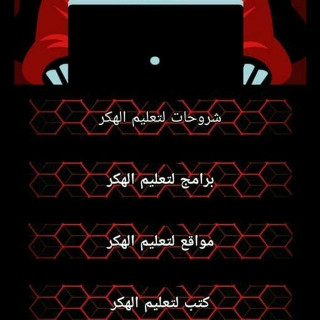 شروحات لتعليم الهكر
برامج لتعليم الهكر
مواقع لتعليم الهكر
كتب لتعليم الهكر